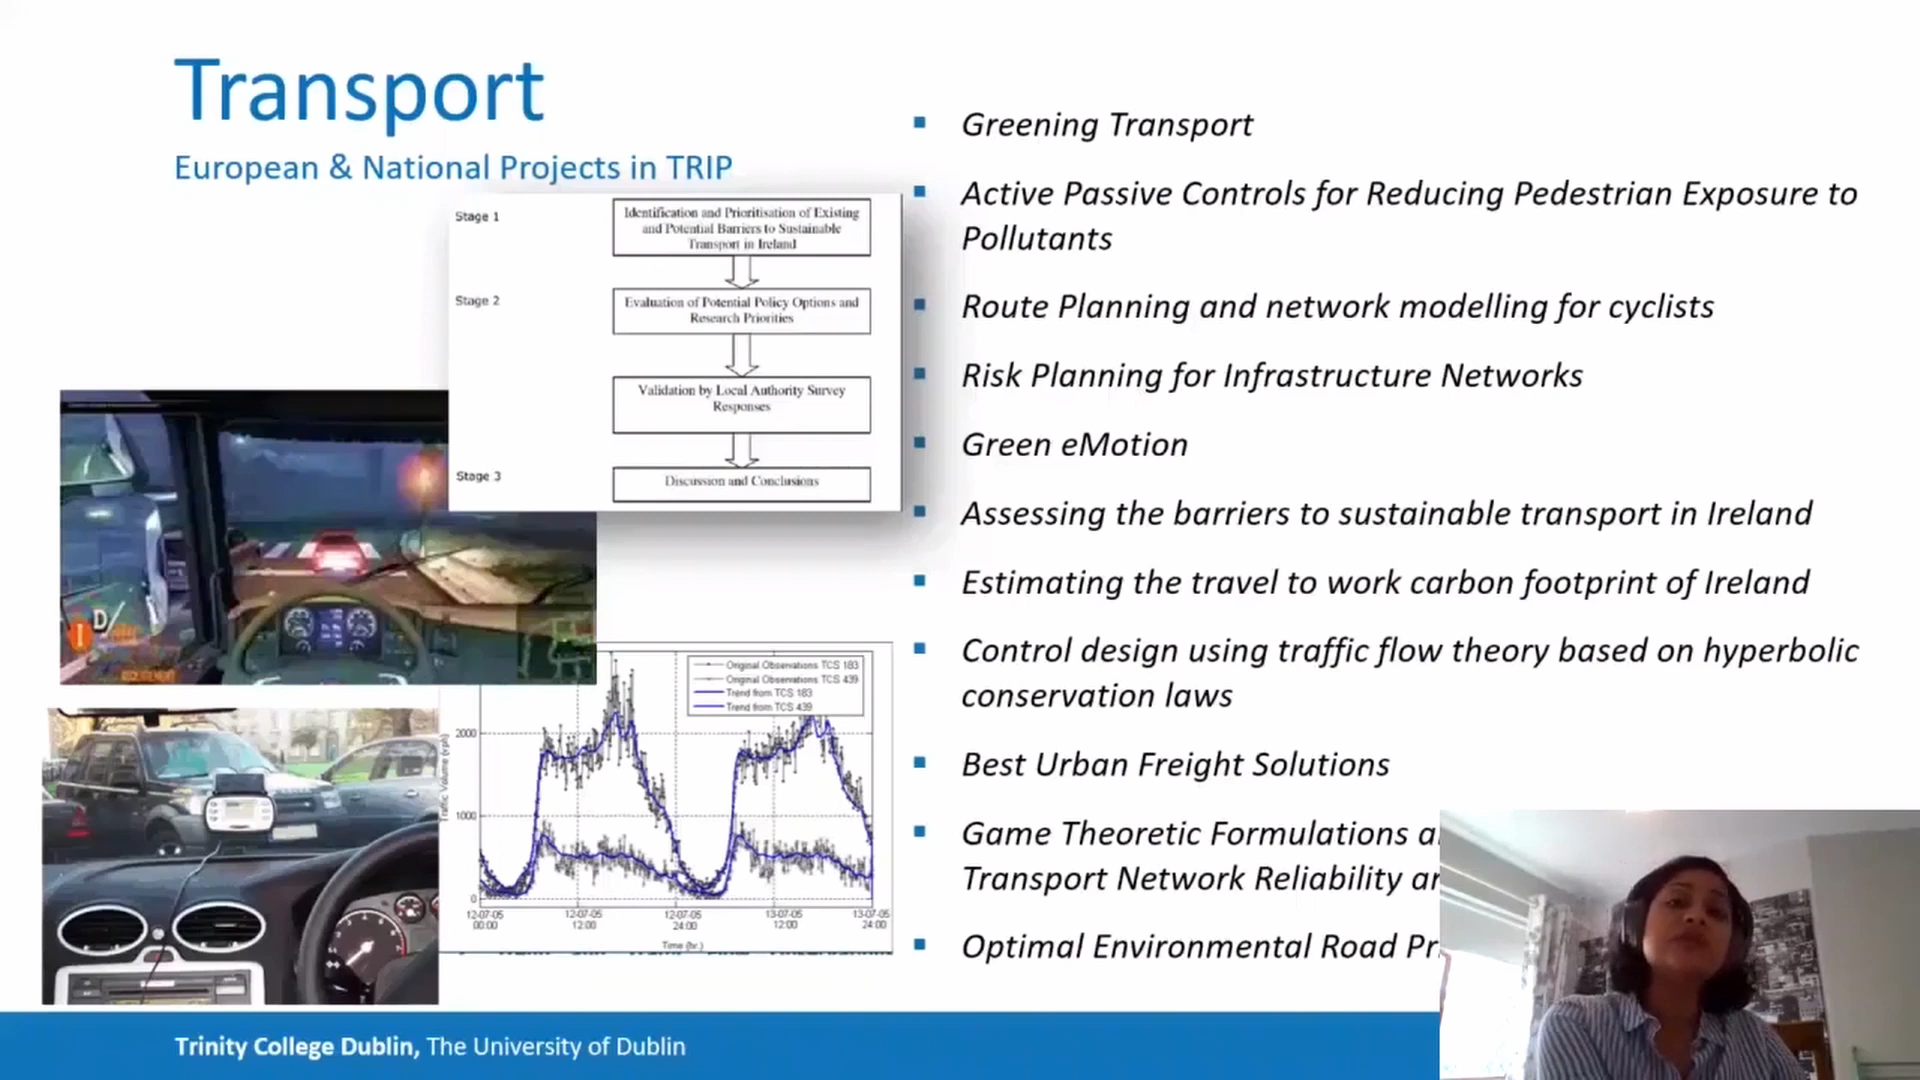 Transport
European & National Projects in TRIP
Stage 1
Identification and Prioritisation of Existing
and Potential Barriers to Sustainable
Transport in Ireland
Stage 2
Evaluation of Potential Policy Options and
Research Priorities
Validation by Local Authority Survey
Responses
Stage 3
Discussion and Conclusions
D/
Original Observations TCS 183
Original Observations TCS 439
Trend from TCS 183
Trend from TCS 439
Traffic Volume (vph)
2000
1000
0
12-07-05 12-07-05 12-07-05 13-07-05 13-07-05
00:00 12:00 24:00 12:00 24:00
Time (hr.)
Greening Transport
Active Passive Controls for Reducing Pedestrian Exposure to
Pollutants
Route Planning and network modelling for cyclists
Risk Planning for Infrastructure Networks
Green eMotion
Assessing the barriers to sustainable transport in Ireland
Estimating the travel to work carbon footprint of Ireland
Control design using traffic flow theory based on hyperbolic
conservation laws
Best Urban Freight Solutions
Game Theoretic Formulations
Transport Network Reliability
Optimal Environmental Road
Trinity College Dublin, The University of Dublin